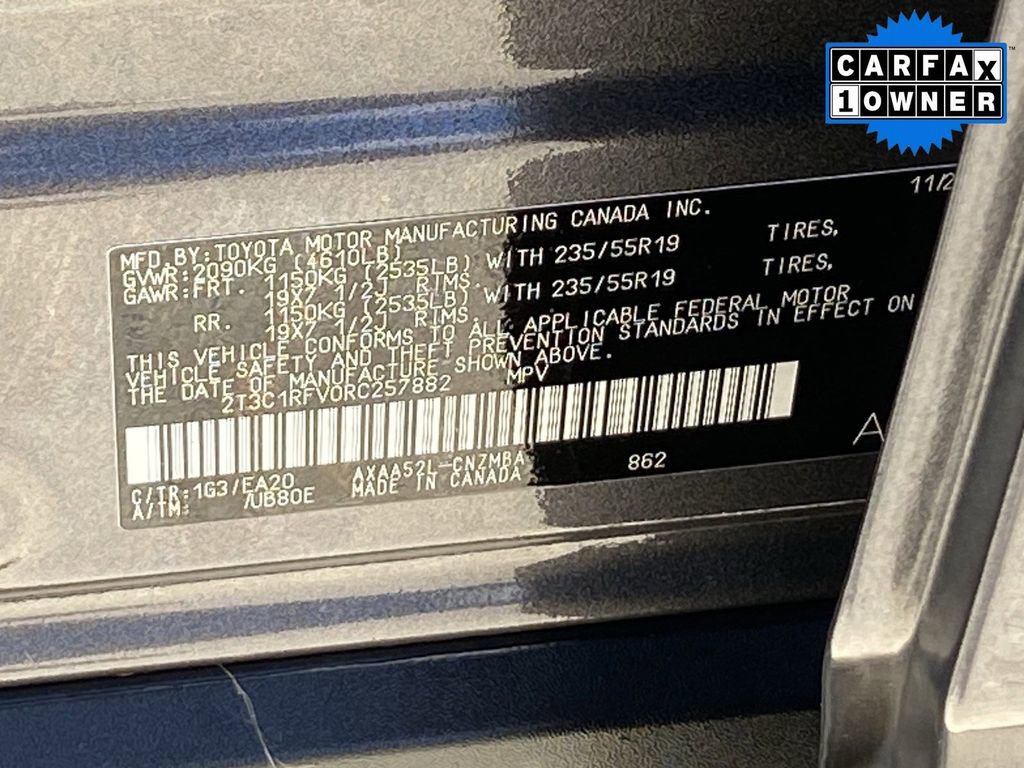 CARFAX™
1 OWNER
11/2
MFD.BY:TOYOTA MOTOR MANUFACTURING CANADA INC.
GVWR:2090KG (4610LB)
GAWR:FRT. 1150KG (2535LB) WITH 235/55R19 TIRES,
19X7 1/2J RIMS.
RR. 1150KG (2535LB) WITH 235/55R19 TIRES,
19X7 1/2J RIMS.
THIS VEHICLE CONFORMS TO ALL APPLICABLE FEDERAL MOTOR
VEHICLE SAFETY AND THEFT PREVENTION STANDARDS IN EFFECT ON
THE DATE OF MANUFACTURE SHOWN ABOVE.
2T3C1RFV0RC257882 MPV
A
C/TR:1G3/EA20 AXAA52L-CNZMBA 862
A/TM: /UB80E MADE IN CANADA